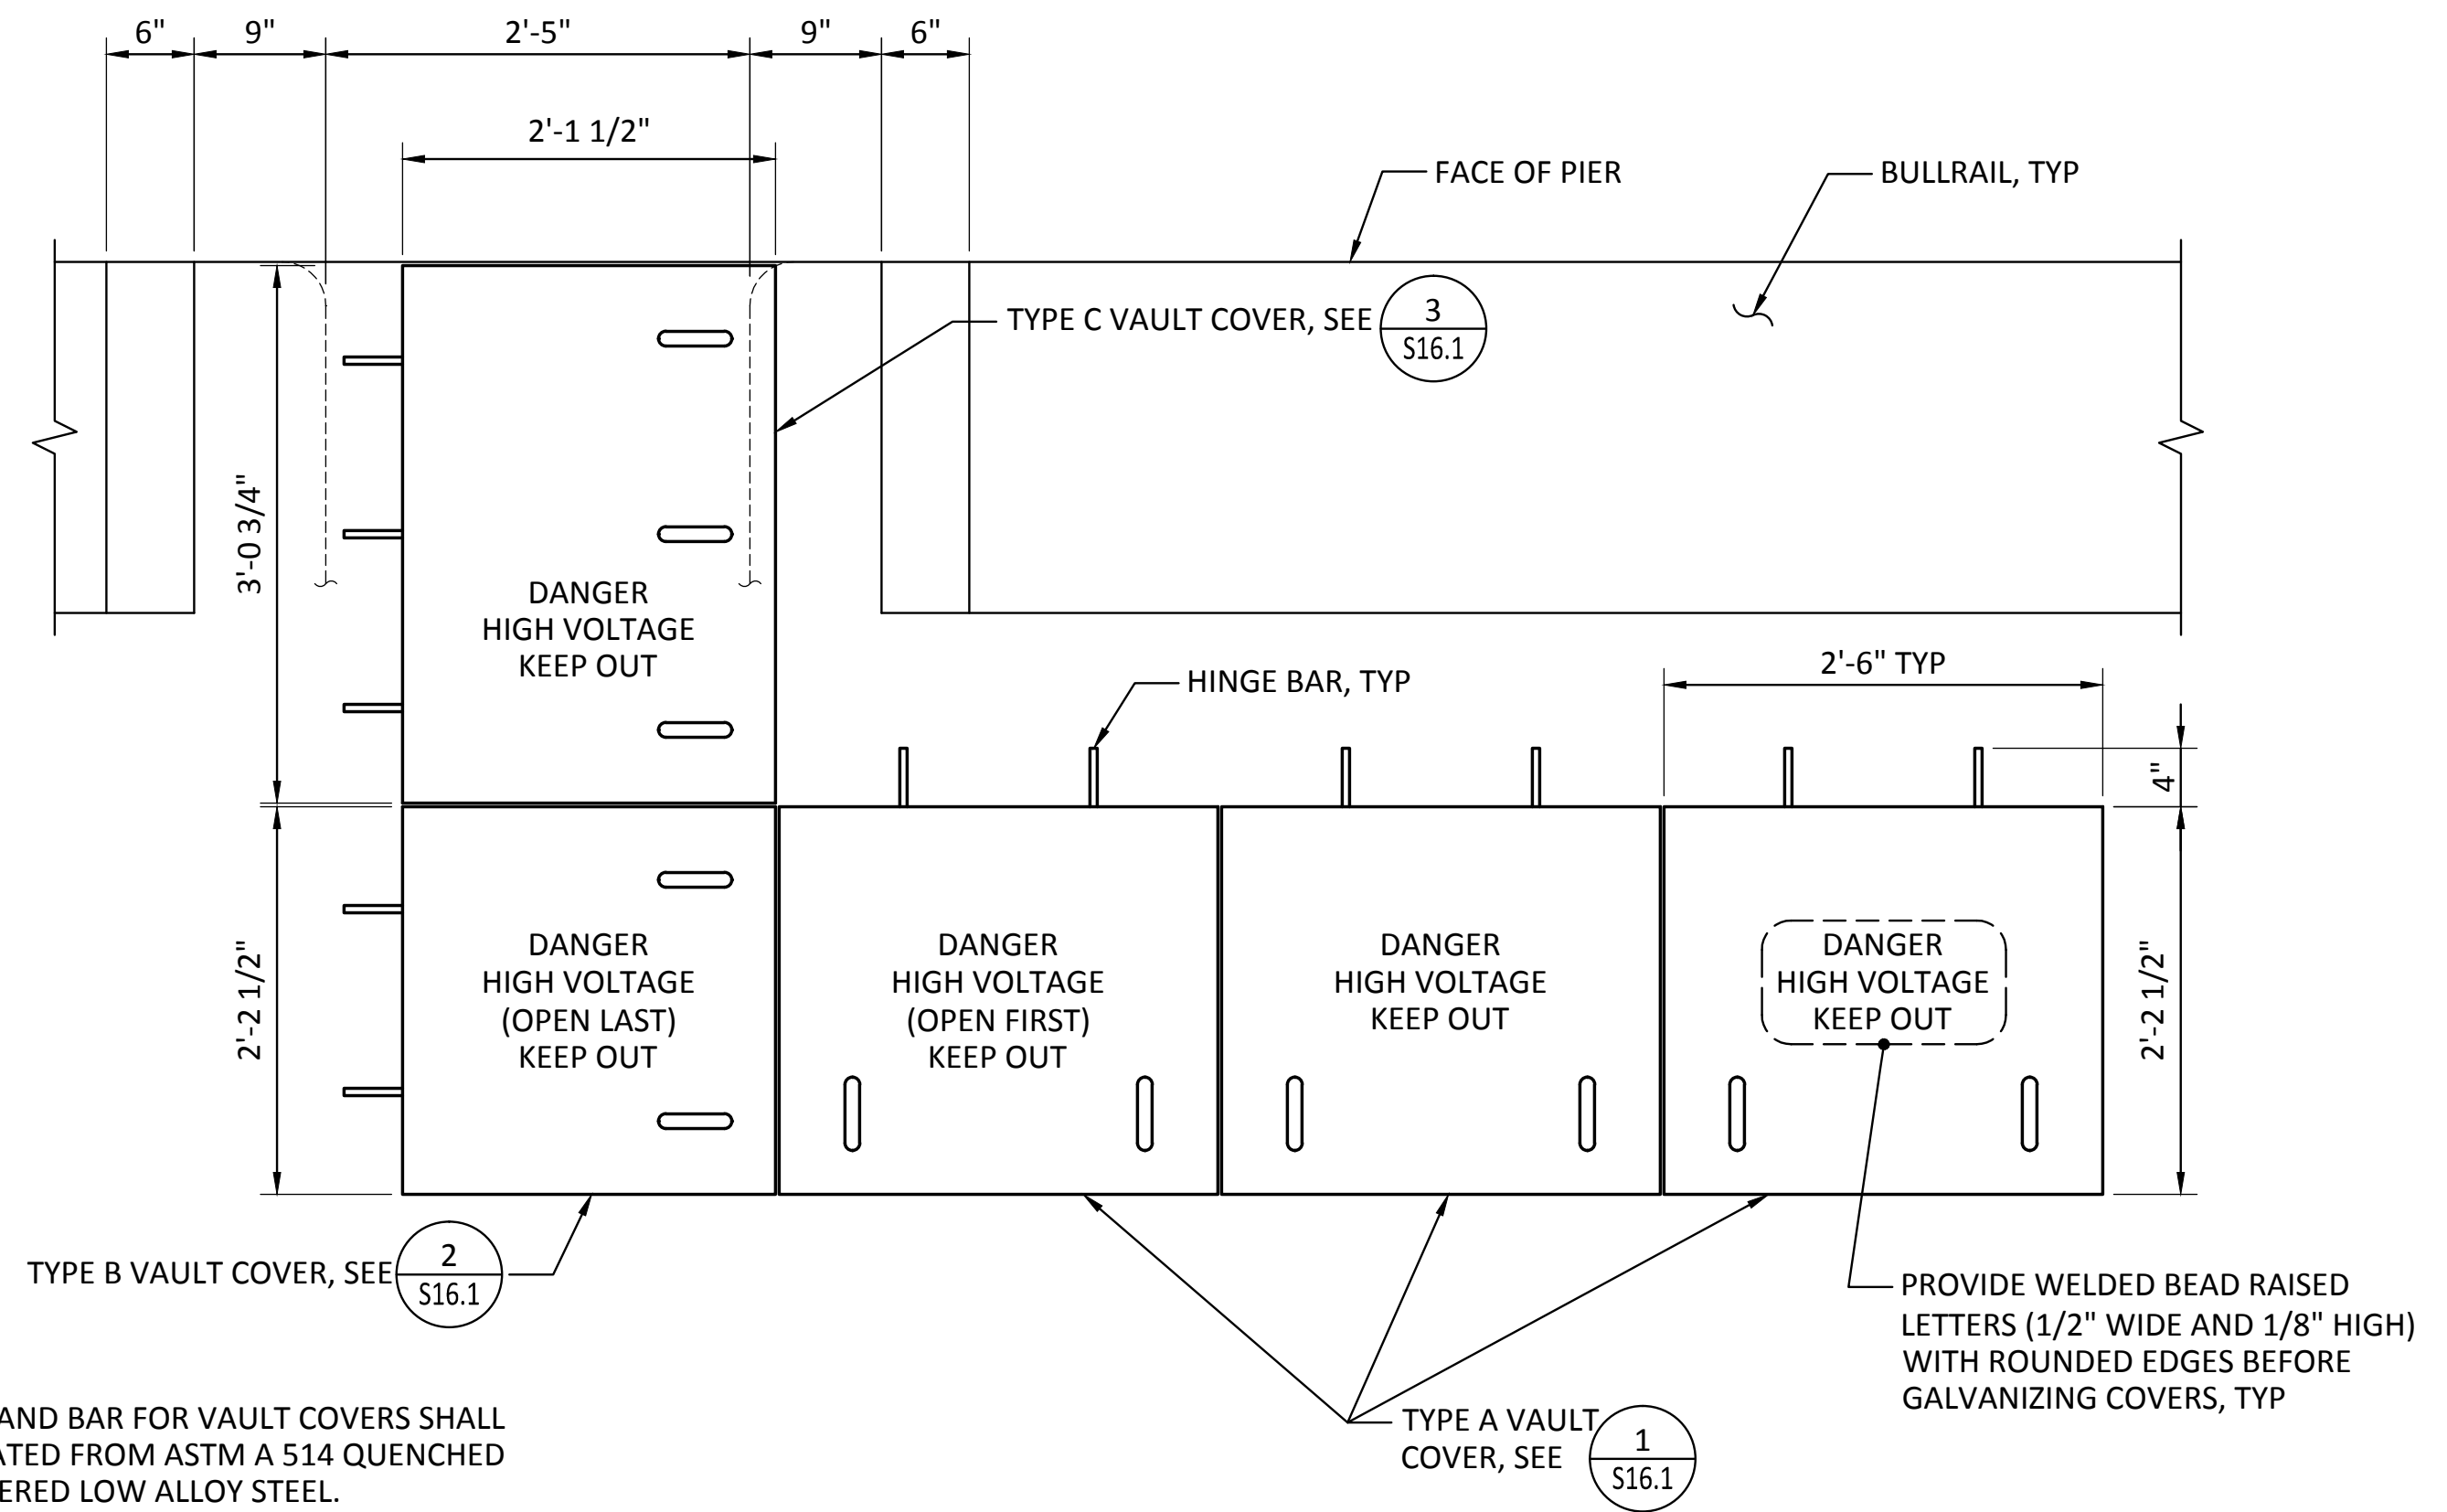 6" 9" 2'-5" 9" 6"
2'-1 1/2"
FACE OF PIER
BULLRAIL, TYP
TYPE C VAULT COVER, SEE
3
S16.1
3'-0 3/4"
DANGER
HIGH VOLTAGE
KEEP OUT
HINGE BAR, TYP
2'-6" TYP
4"
2'-2 1/2"
DANGER
HIGH VOLTAGE
(OPEN LAST)
KEEP OUT
DANGER
HIGH VOLTAGE
(OPEN FIRST)
KEEP OUT
DANGER
HIGH VOLTAGE
KEEP OUT
DANGER
HIGH VOLTAGE
KEEP OUT
2'-2 1/2"
TYPE B VAULT COVER, SEE
2
S16.1
PROVIDE WELDED BEAD RAISED
LETTERS (1/2" WIDE AND 1/8" HIGH)
WITH ROUNDED EDGES BEFORE
GALVANIZING COVERS, TYP
TYPE A VAULT
COVER, SEE
1
S16.1
AND BAR FOR VAULT COVERS SHALL
FROM ASTM A 514 QUENCHED
LOW ALLOY STEEL.